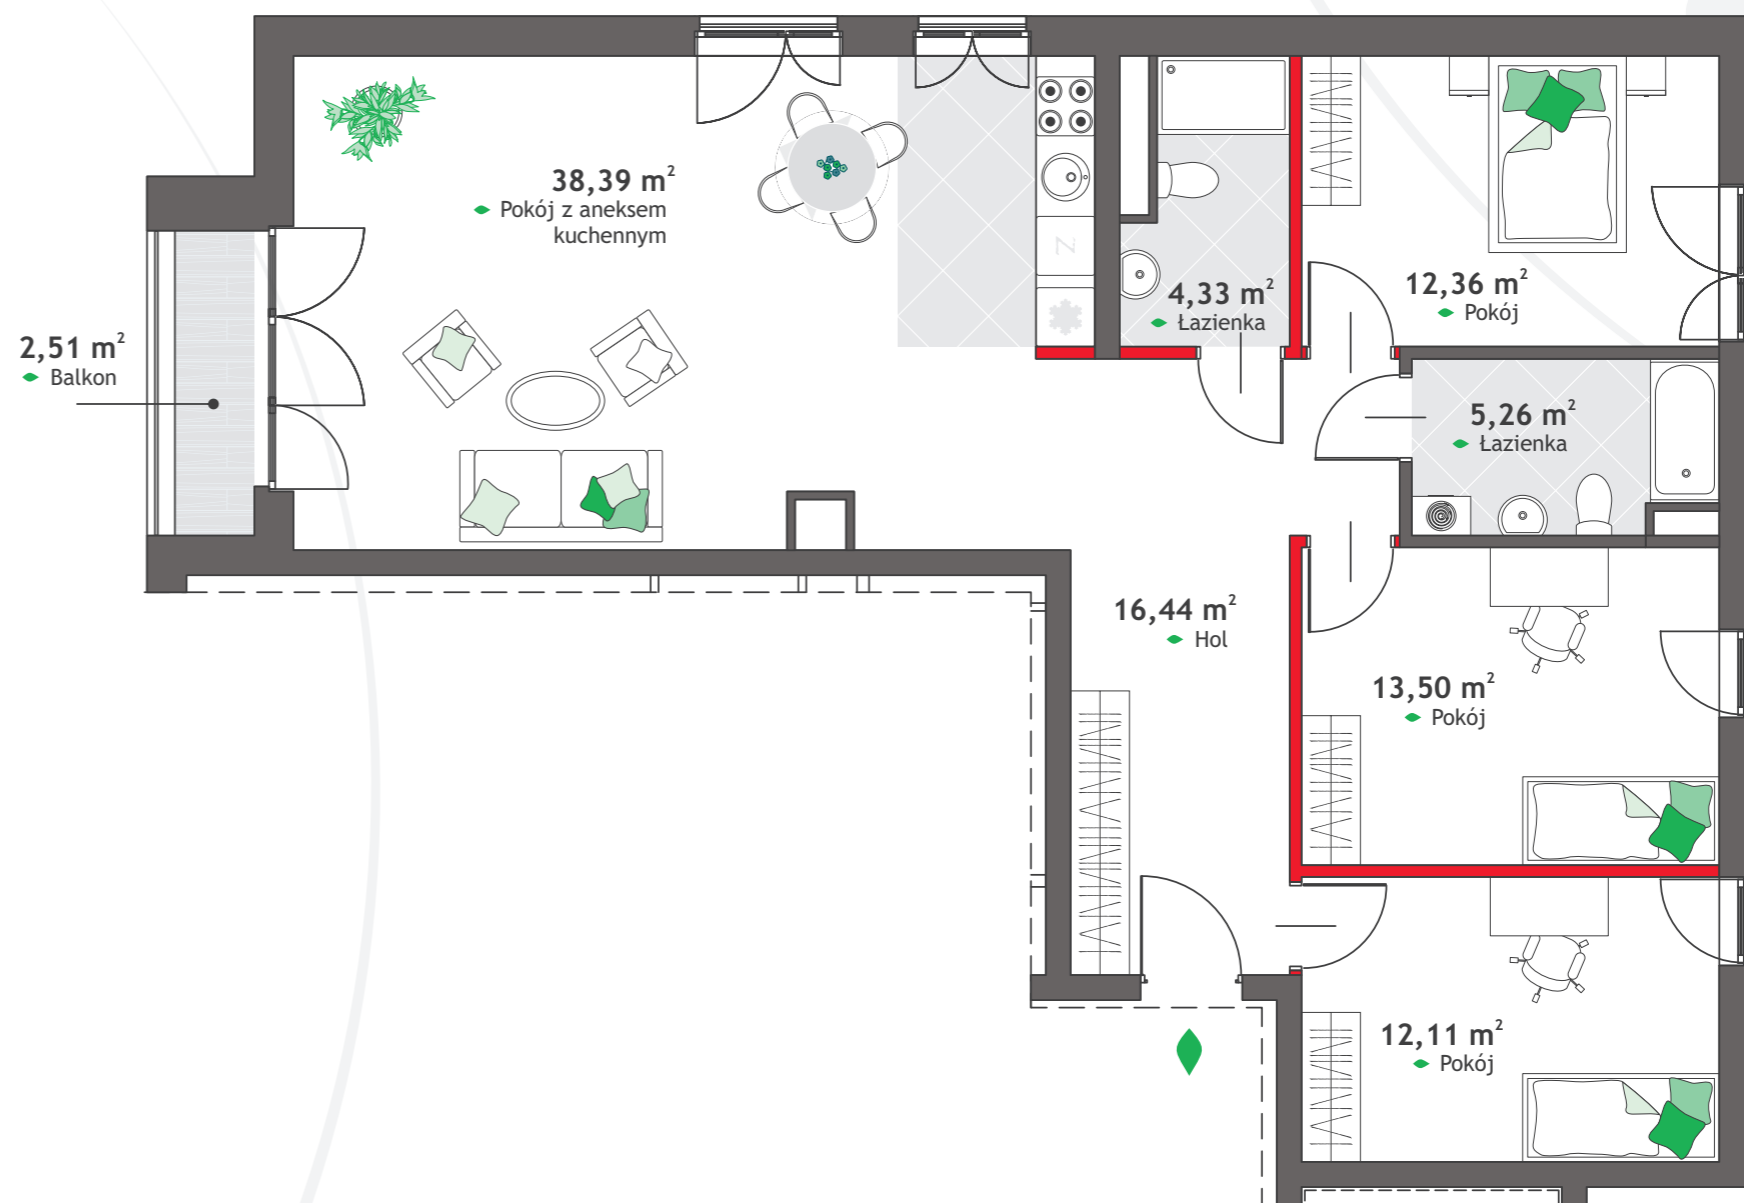 38,39 m²
Pokój z aneksem
kuchennym
2,51 m²
Balkon
Z
4,33 m²
Łazienka
12,36 m²
Pokój
5,26 m²
Łazienka
16,44 m²
Hol
13,50 m²
Pokój
12,11 m²
Pokój